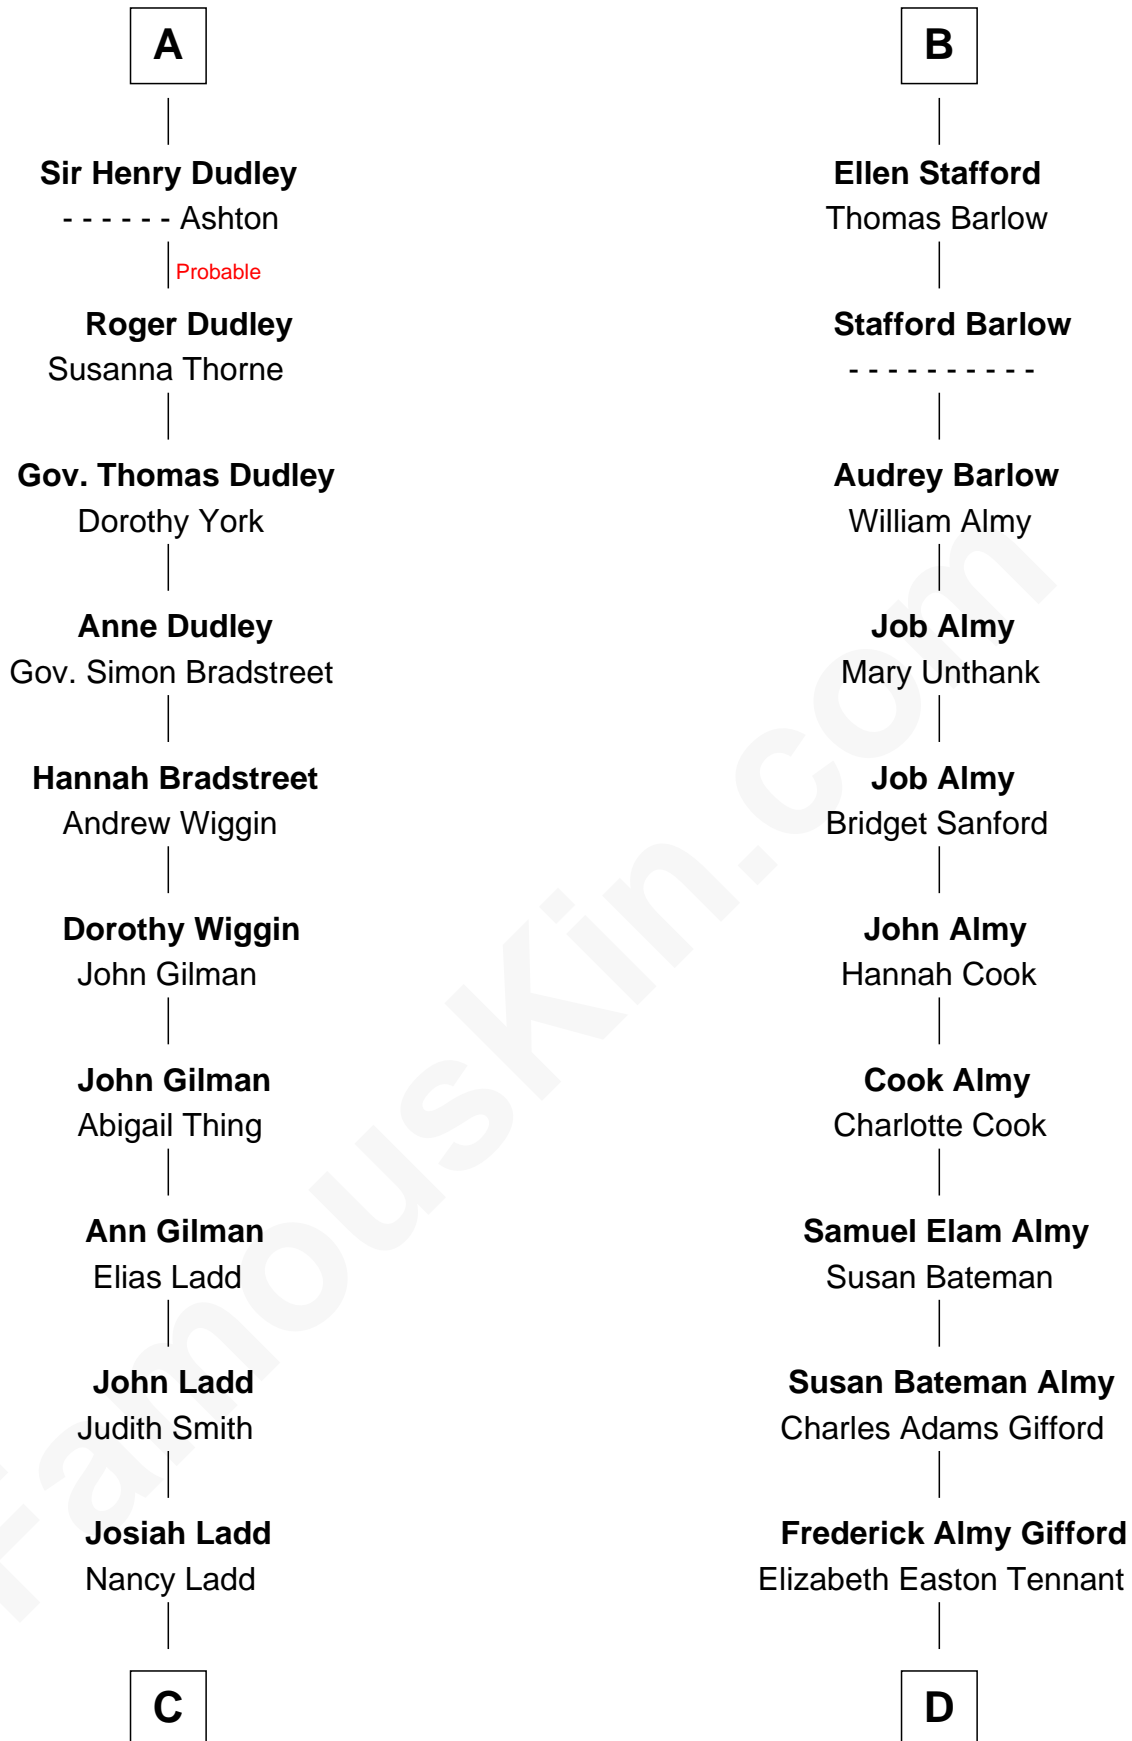 A
Sir Henry Dudley
- - - - - - Ashton
Probable
Roger Dudley
Susanna Thorne
Gov. Thomas Dudley
Dorothy York
Anne Dudley
Gov. Simon Bradstreet
Hannah Bradstreet
Andrew Wiggin
Dorothy Wiggin
John Gilman
John Gilman
Abigail Thing
Ann Gilman
Elias Ladd
John Ladd
Judith Smith
Josiah Ladd
Nancy Ladd
C
B
Ellen Stafford
Thomas Barlow
Stafford Barlow
- - - - - - - - - -
Audrey Barlow
William Almy
Job Almy
Mary Unthank
Job Almy
Bridget Sanford
John Almy
Hannah Cook
Cook Almy
Charlotte Cook
Samuel Elam Almy
Susan Bateman
Susan Bateman Almy
Charles Adams Gifford
Frederick Almy Gifford
Elizabeth Easton Tennant
D
FamousKin.com